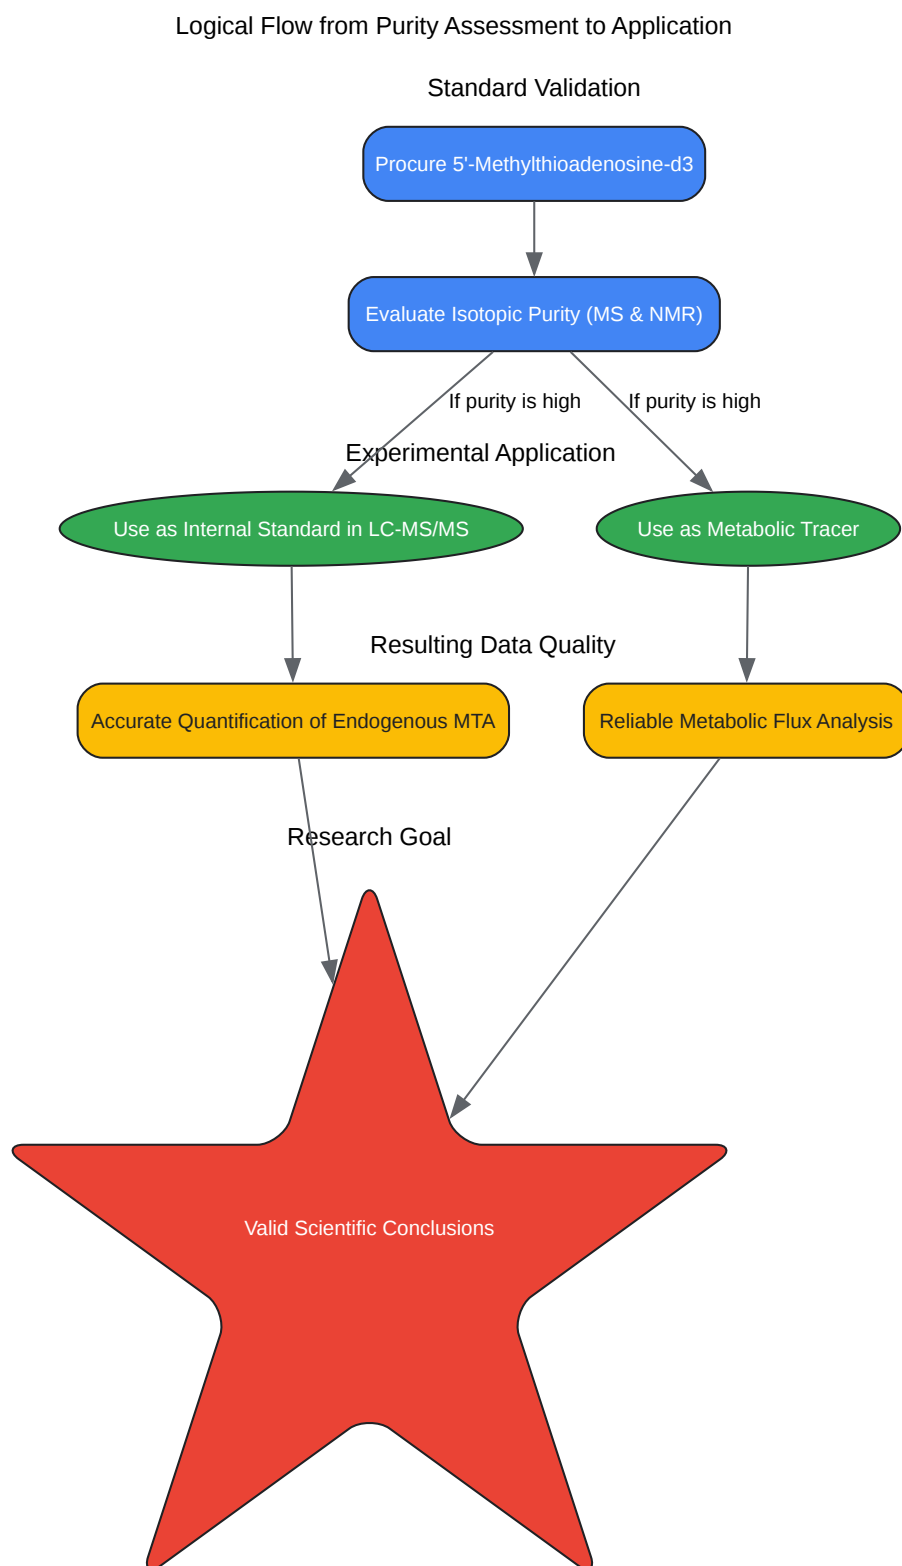 Logical Flow from Purity Assessment to Application
Standard Validation
Procure 5'-Methylthioadenosine-d3
Evaluate Isotopic Purity (MS & NMR)
If purity is high
If purity is high
Experimental Application
Use as Internal Standard in LC-MS/MS
Use as Metabolic Tracer
Resulting Data Quality
Accurate Quantification of Endogenous MTA
Reliable Metabolic Flux Analysis
Research Goal
Valid Scientific Conclusions